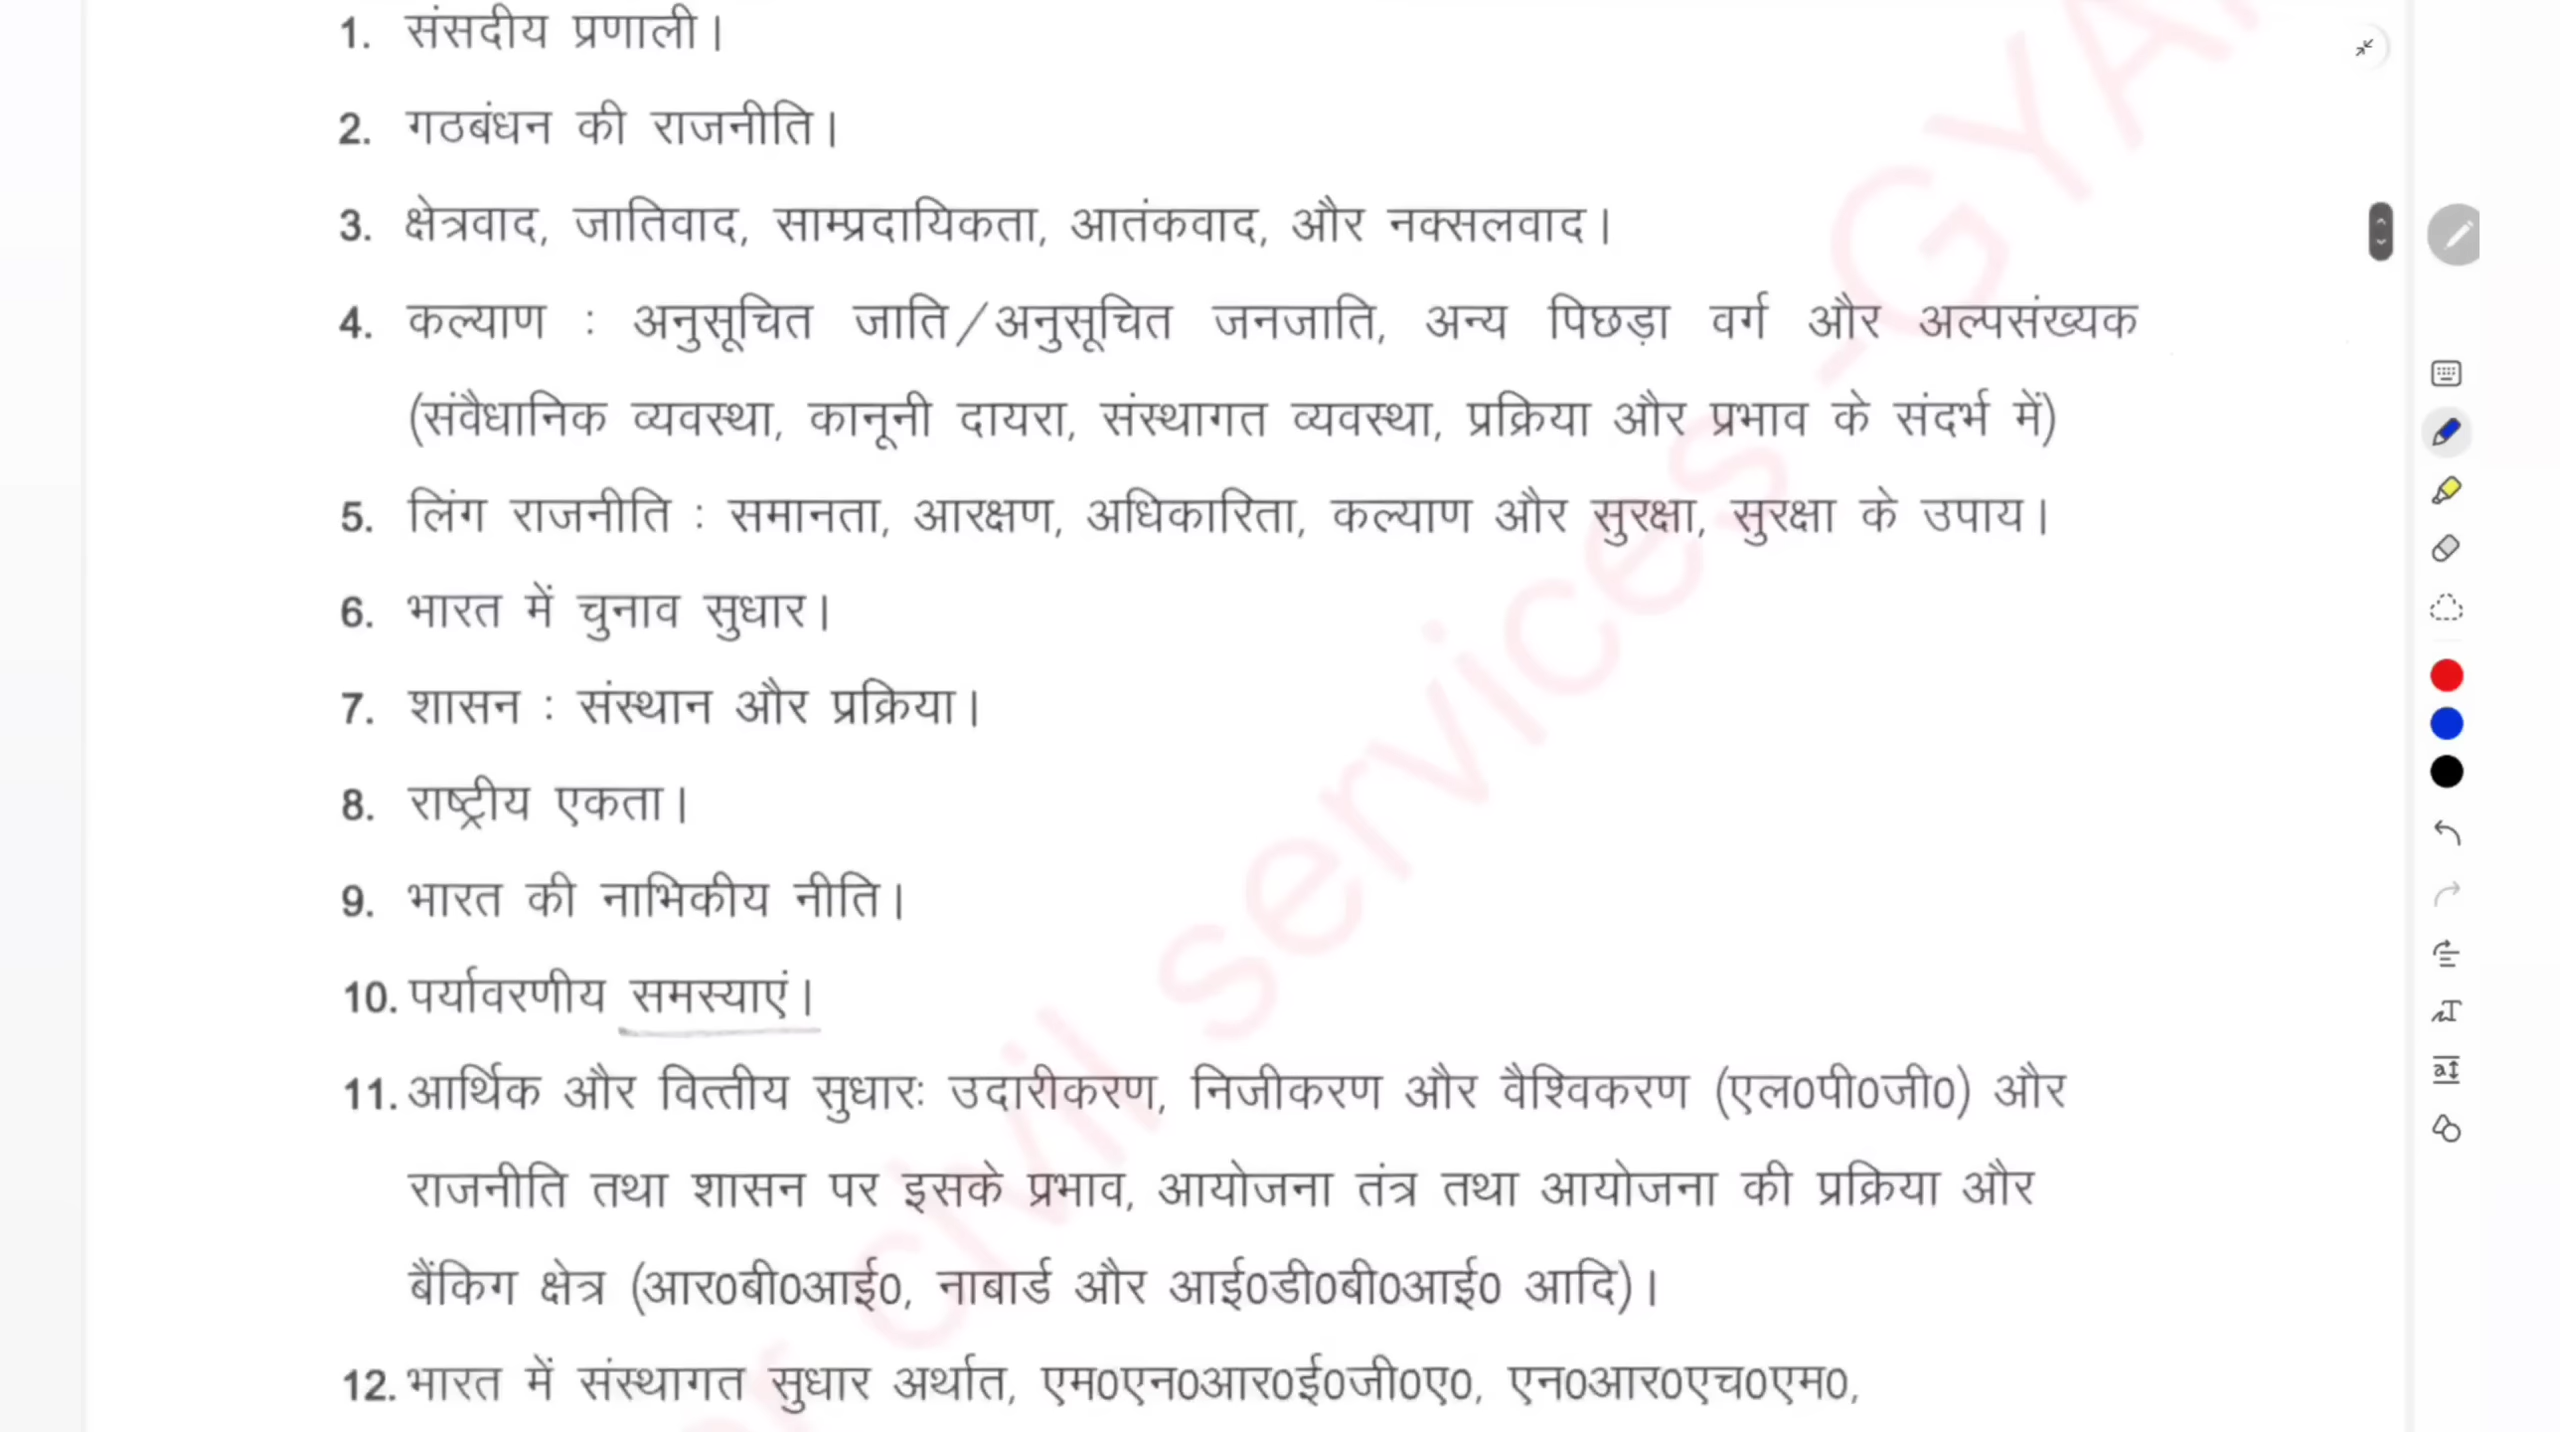 1. संसदीय प्रणाली।
2. गठबंधन की राजनीति।
3. क्षेत्रवाद, जातिवाद, साम्प्रदायिकता, आतंकवाद, और नक्सलवाद।
4. कल्याण : अनुसूचित जाति/अनुसूचित जनजाति, अन्य पिछड़ा वर्ग और अल्पसंख्यक
(संवैधानिक व्यवस्था, कानूनी दायरा, संस्थागत व्यवस्था, प्रक्रिया और प्रभाव के संदर्भ में)
5. लिंग राजनीति : समानता, आरक्षण, अधिकारिता, कल्याण और सुरक्षा, सुरक्षा के उपाय।
6. भारत में चुनाव सुधार।
7. शासन : संस्थान और प्रक्रिया।
8. राष्ट्रीय एकता।
9. भारत की नाभिकीय नीति।
10. पर्यावरणीय समस्याएं।
11. आर्थिक और वित्तीय सुधारः उदारीकरण, निजीकरण और वैश्विकरण (एल0पी0जी0) और
राजनीति तथा शासन पर इसके प्रभाव, आयोजना तंत्र तथा आयोजना की प्रक्रिया और
बैंकिग क्षेत्र (आर0बी0आई0, नाबार्ड और आई0डी0बी0आई0 आदि)।
12. भारत में संस्थागत सुधार अर्थात, एम0एन0आर0ई0जी0ए0, एन0आर0एच0एम0,
civil services -